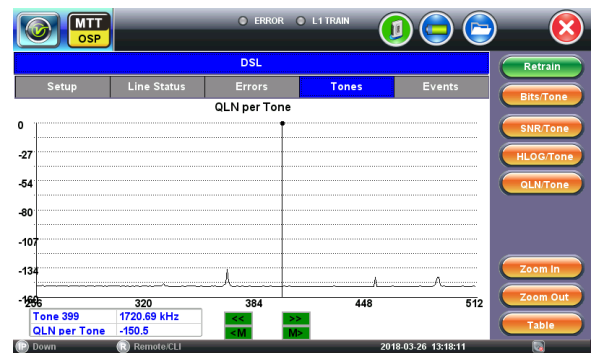 MTT
OSP
ERROR L1 TRAIN
DSL
Setup Line Status Errors Tones Events
QLN per Tone
0
-27
-54
-80
-107
-134
-160
256 320 384 448 512
Tone 399 1720.69 kHz
QLN per Tone -150.5
<< >>
<M M>
Retrain
Bits/Tone
SNR/Tone
HLOG/Tone
QLN/Tone
Zoom In
Zoom Out
Table
IP Down R Remote/CLI 2018-03-26 13:18:11